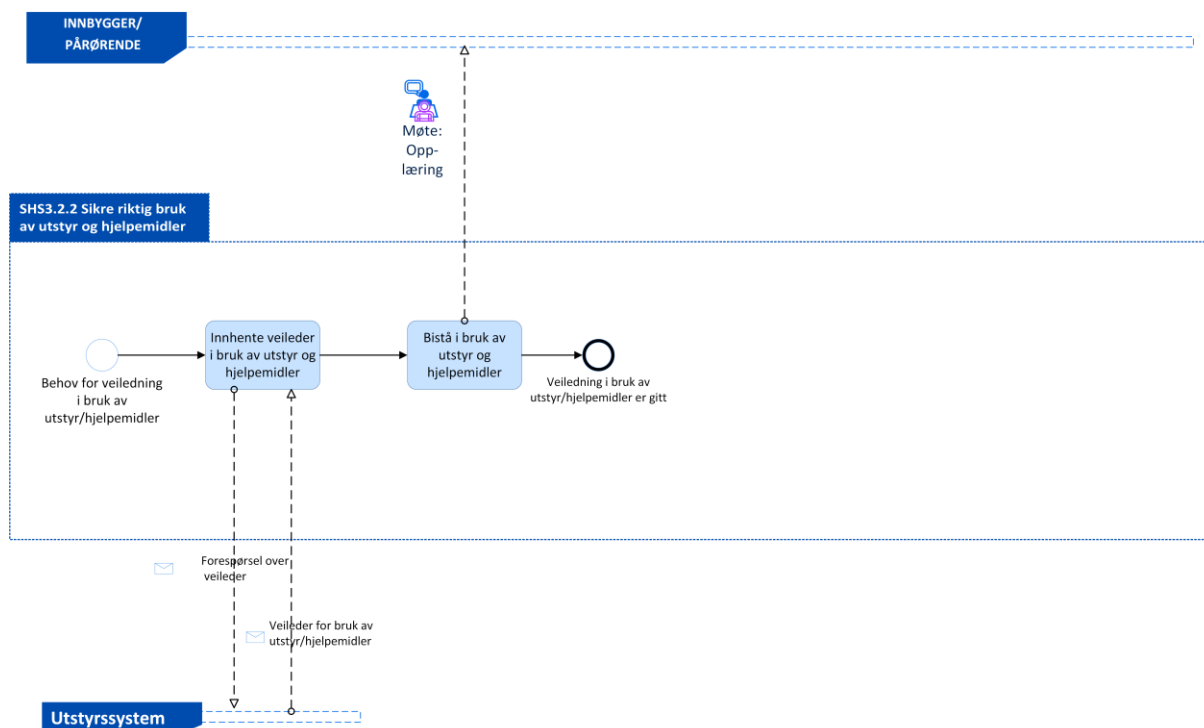 INNBYGGER/
PÅRØRENDE
Møte:
Opp-
læring
SHS3.2.2 Sikre riktig bruk
av utstyr og hjelpemidler
Behov for veiledning
i bruk av
utstyr/hjelpemidler
Innhente veileder
i bruk av utstyr og
hjelpemidler
Bistå i bruk av
utstyr og
hjelpemidler
Veiledning i bruk av
utstyr/hjelpemidler er gitt
Forespørsel over
veileder
Veileder for bruk av
utstyr/hjelpemidler
Utstyrssystem